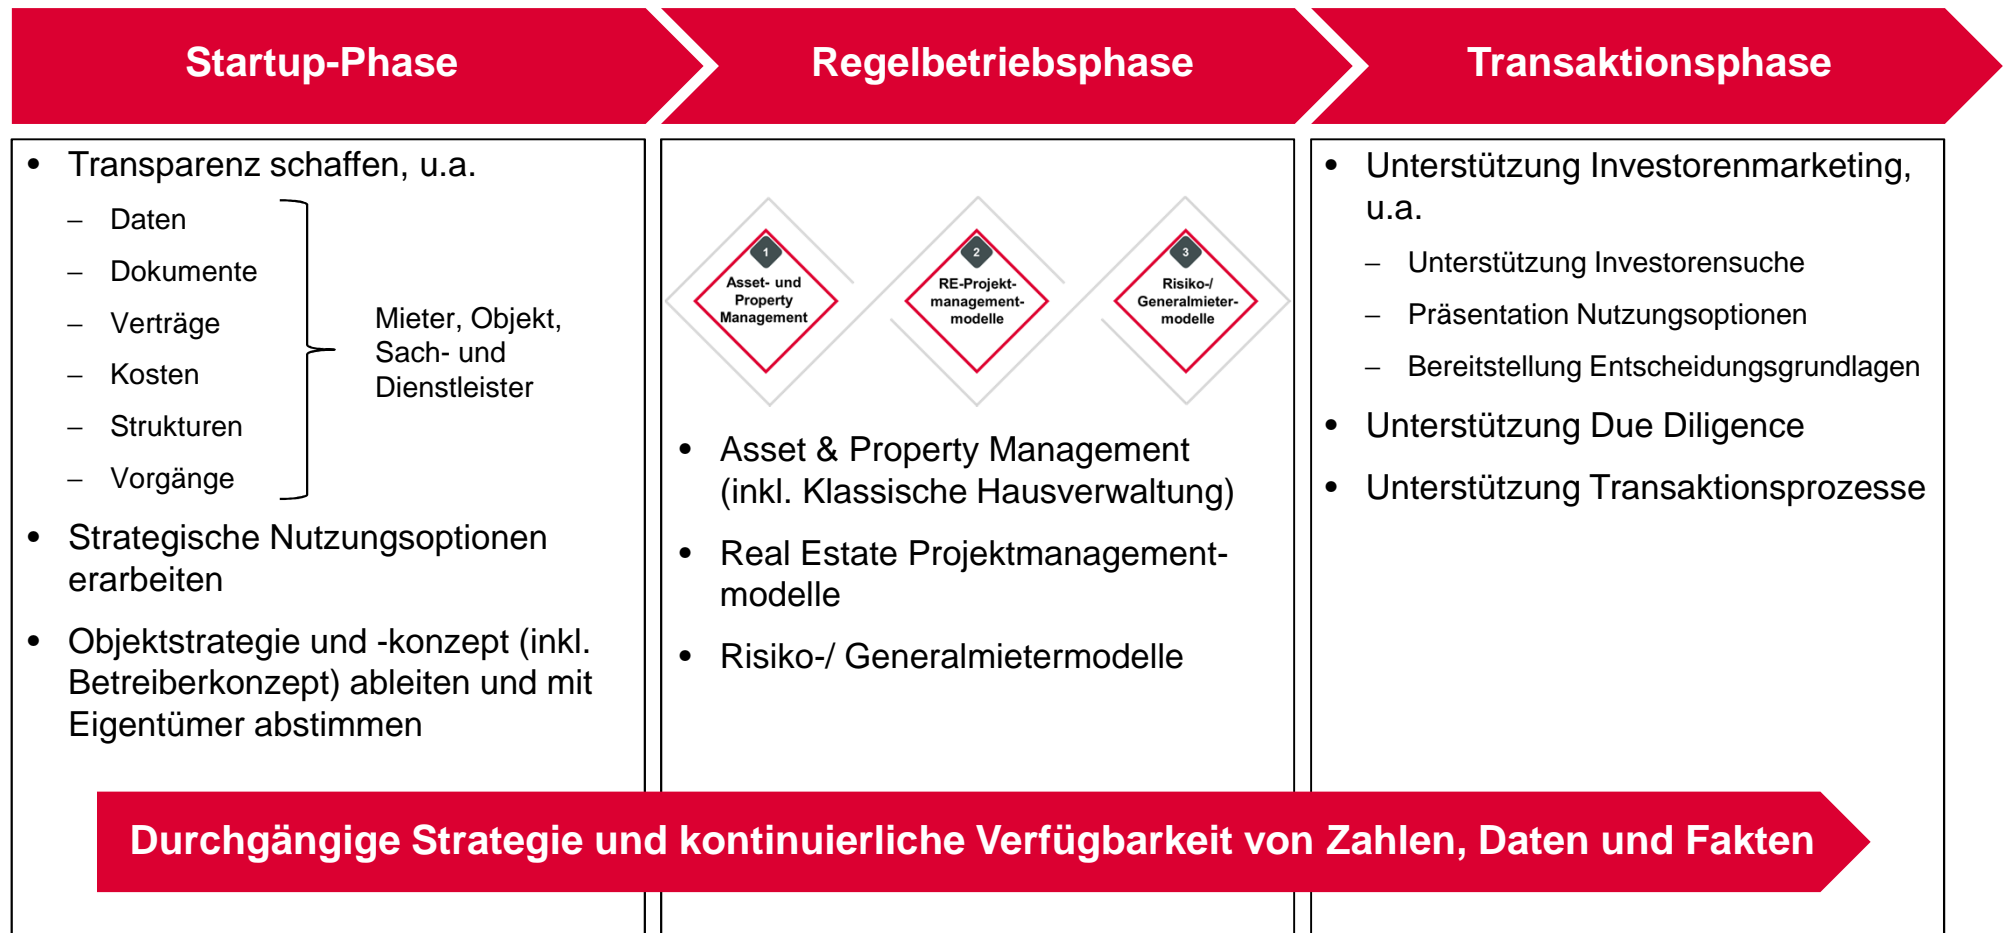 Startup-Phase
Regelbetriebsphase
Transaktionsphase
• Transparenz schaffen, u.a.
– Daten
– Dokumente
– Verträge
– Kosten
– Strukturen
– Vorgänge
Mieter, Objekt,
Sach- und
Dienstleister
• Strategische Nutzungsoptionen
erarbeiten
• Objektstrategie und -konzept (inkl.
Betreiberkonzept) ableiten und mit
Eigentümer abstimmen
1
Asset- und
Property
Management
2
RE-Projekt-
management-
modelle
3
Risiko-/
Generalmieter-
modelle
• Asset & Property Management
(inkl. Klassische Hausverwaltung)
• Real Estate Projektmanagement-
modelle
• Risiko-/ Generalmietermodelle
• Unterstützung Investorenmarketing,
u.a.
– Unterstützung Investorensuche
– Präsentation Nutzungsoptionen
– Bereitstellung Entscheidungsgrundlagen
• Unterstützung Due Diligence
• Unterstützung Transaktionsprozesse
Durchgängige Strategie und kontinuierliche Verfügbarkeit von Zahlen, Daten und Fakten